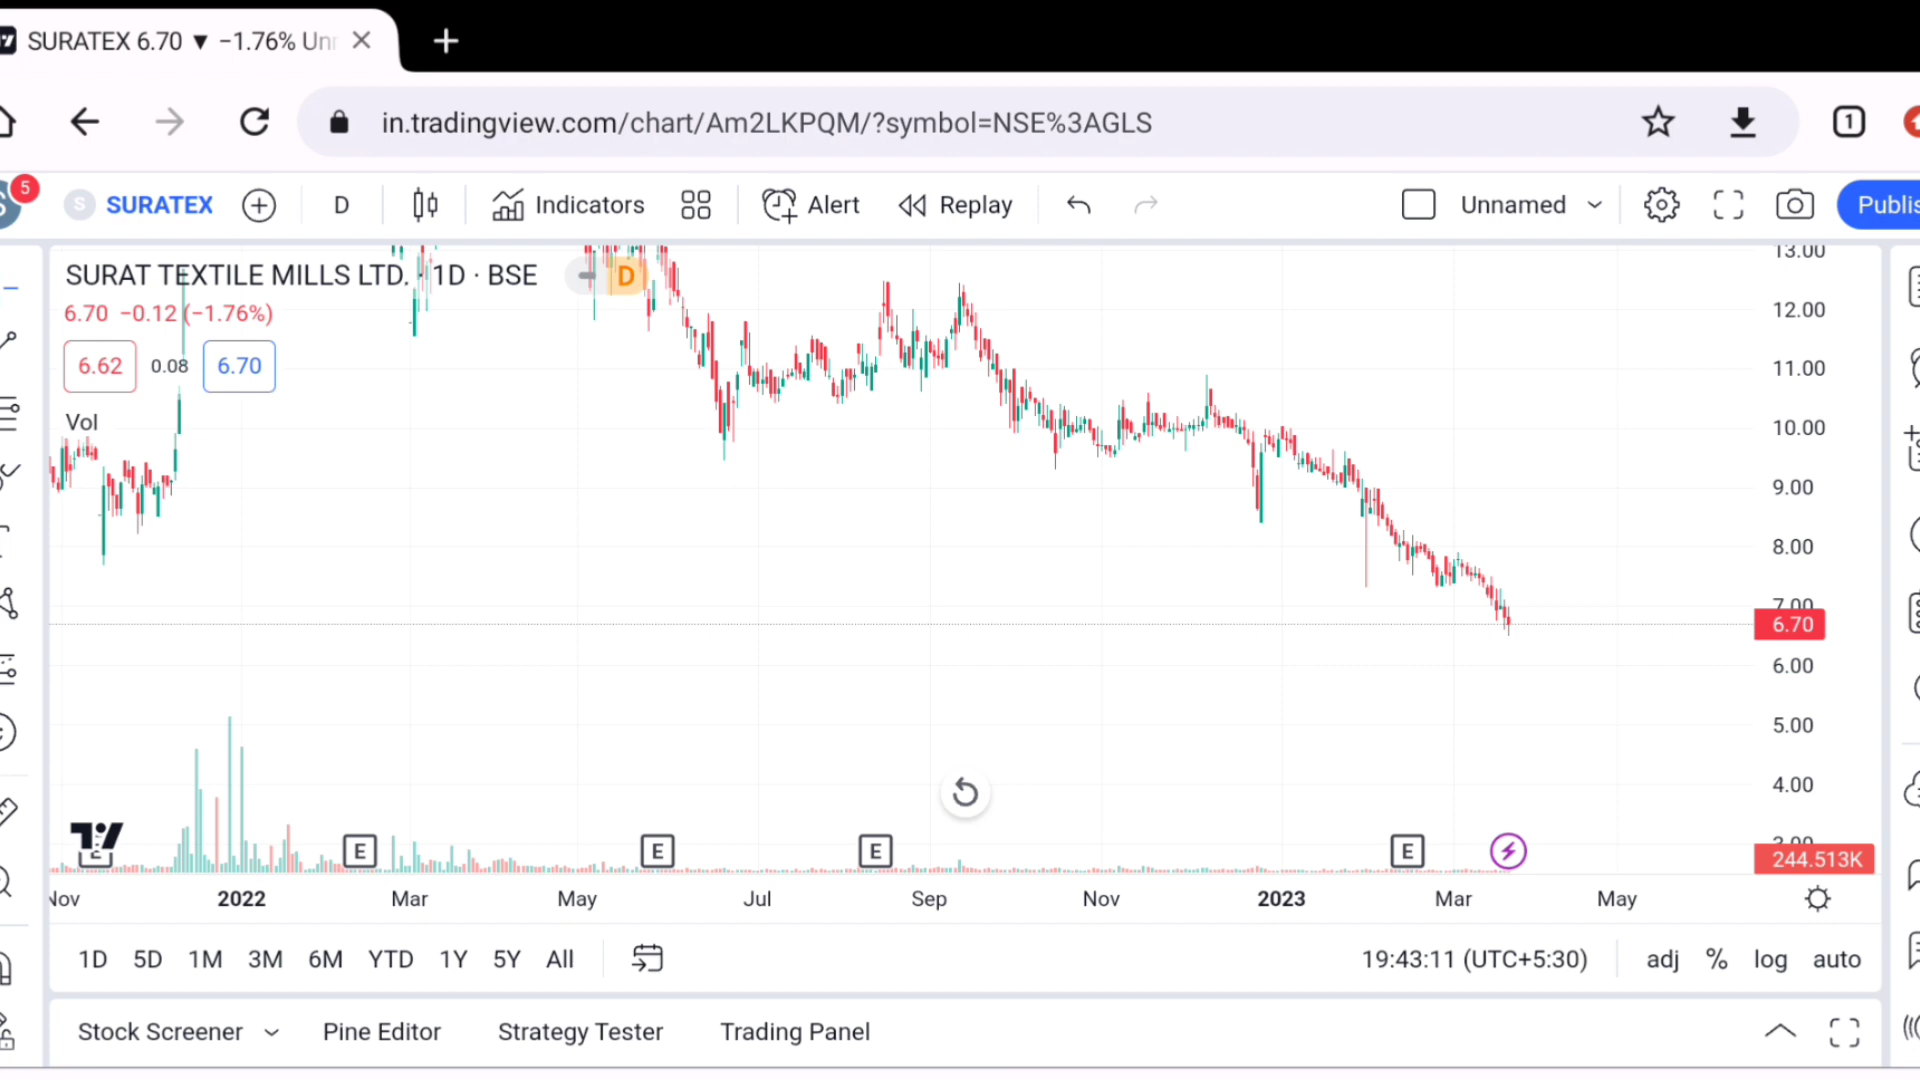 SURATEX 6.70 ▼ −1.76% Unr
in.tradingview.com/chart/Am2LKPQM/?symbol=NSE%3AGLS
1
5
S
SURATEX
D
Indicators
Alert
Replay
Unnamed
Publis
SURAT TEXTILE MILLS LTD. · 1D · BSE
D
6.70 −0.12 (−1.76%)
6.62
0.08
6.70
Vol
13.00
12.00
11.00
10.00
9.00
8.00
7.00
6.70
6.00
5.00
4.00
244.513K
E
E
E
E
E
Nov
2022
Mar
May
Jul
Sep
Nov
2023
Mar
May
1D
5D
1M
3M
6M
YTD
1Y
5Y
All
19:43:11 (UTC+5:30)
adj
%
log
auto
Stock Screener
Pine Editor
Strategy Tester
Trading Panel